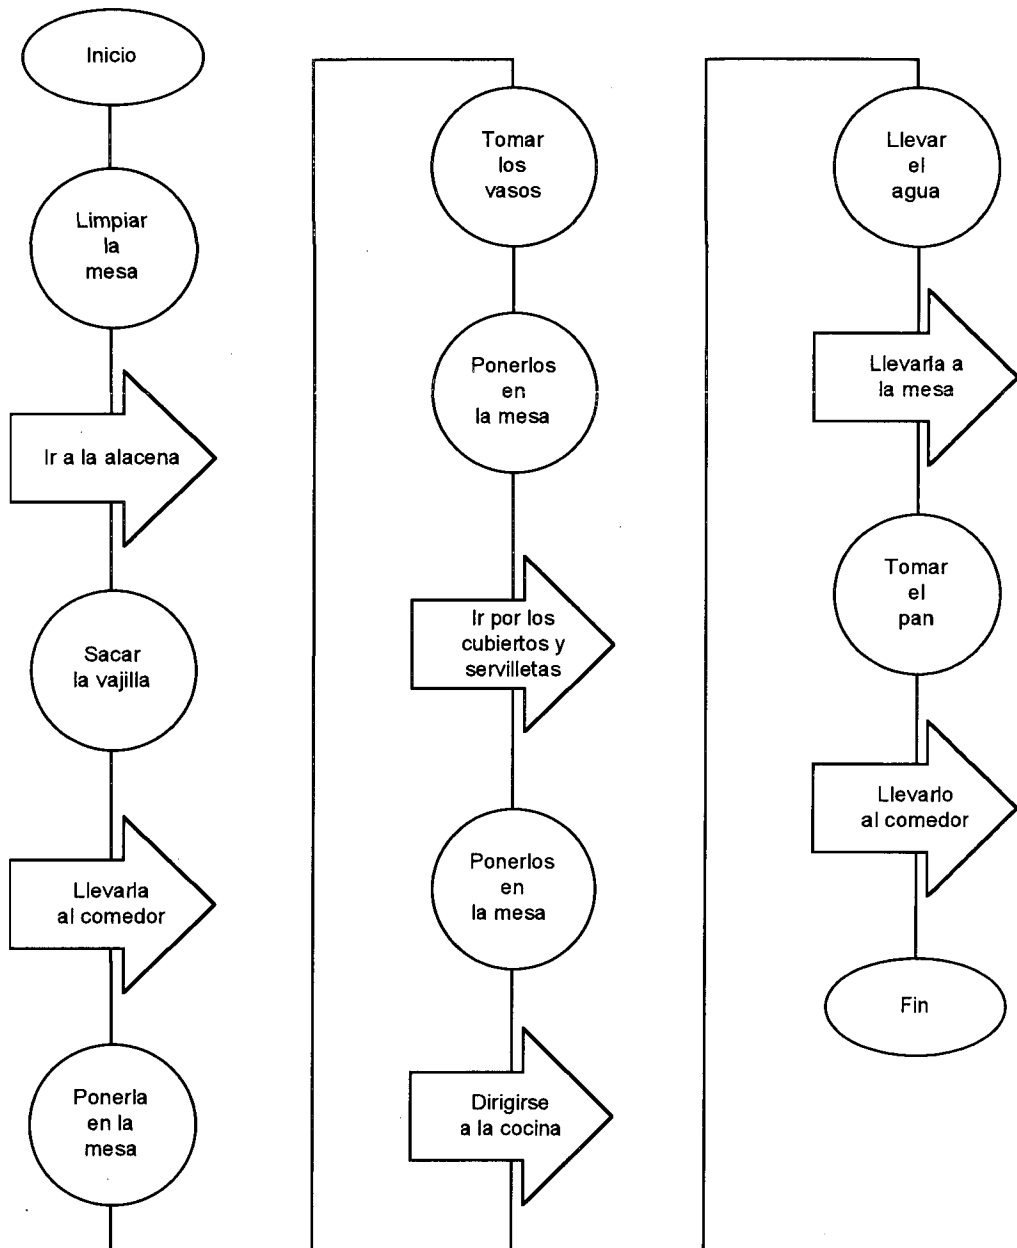 Inicio
Limpiar
la
mesa
Ir a la alacena
Sacar
la vajilla
Llevarla
al comedor
Ponerla
en la
mesa
Tomar
los
vasos
Ponerlos
en
la mesa
Ir por los
cubiertos y
servilletas
Ponerlos
en
la mesa
Dirigirse
a la cocina
Llevar
el
agua
Llevarla a
la mesa
Tomar
el
pan
Llevarlo
al comedor
Fin